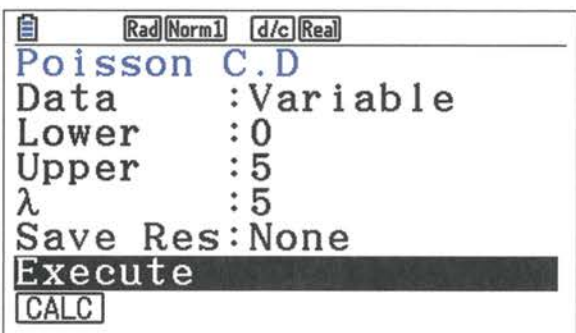 Rad Norm1 d/c Real
Poisson C.D
Data :Variable
Lower :0
Upper :5
λ :5
Save Res:None
Execute
CALC